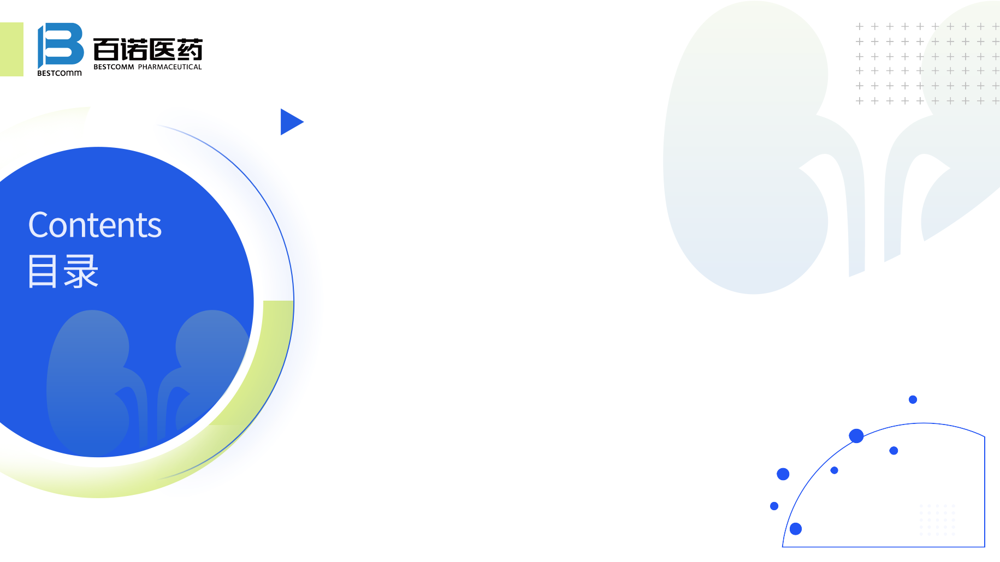 百诺医药
BESTCOMM
BESTCOMM PHARMACEUTICAL
Contents
目录